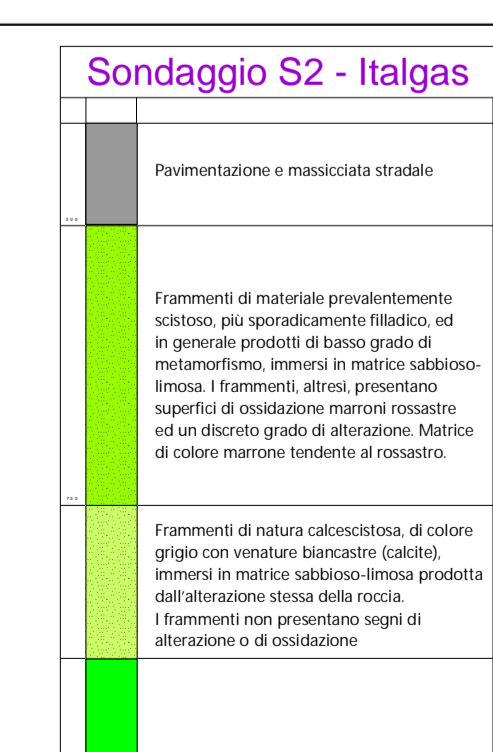 Sondaggio S2 - Italgas
Pavimentazione e massicciata stradale
Frammenti di materiale prevalentemente
scistoso, più sporadicamente filladico, ed
in generale prodotti di basso grado di
metamorfismo, immersi in matrice sabbioso-
limosa. I frammenti, altresì, presentano
superfici di ossidazione marroni rossastre
ed un discreto grado di alterazione. Matrice
di colore marrone tendente al rossastro.
Frammenti di natura calcescistosa, di colore
grigio con venature biancastre (calcite),
immersi in matrice sabbioso-limosa prodotta
dall'alterazione stessa della roccia.
I frammenti non presentano segni di
alterazione o di ossidazione